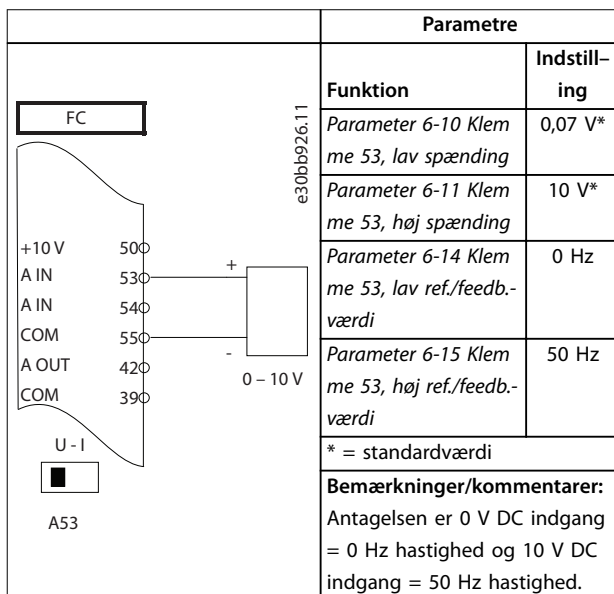 Parametre
Funktion
Indstill–
ing
Parameter 6-10 Klem
me 53, lav spænding
0,07 V*
Parameter 6-11 Klem
me 53, høj spænding
10 V*
Parameter 6-14 Klem
me 53, lav ref./feedb.-
værdi
0 Hz
Parameter 6-15 Klem
me 53, høj ref./feedb.-
værdi
50 Hz
* = standardværdi
Bemærkninger/kommentarer:
Antagelsen er 0 V DC indgang
= 0 Hz hastighed og 10 V DC
indgang = 50 Hz hastighed.
FC
e30bb926.11
+10 V 50
A IN 53
A IN 54
COM 55
A OUT 42
COM 39
+
-
0 – 10 V
U - I
A53